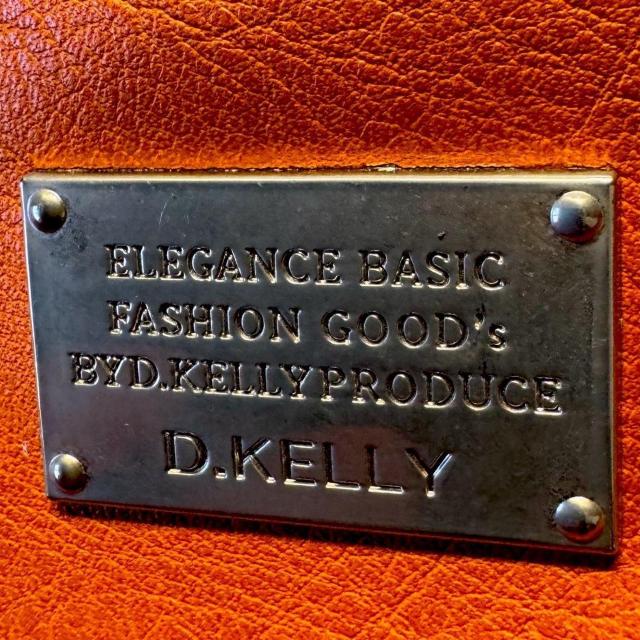 ELEGANCE BASIC
FASHION GOOD's
BYD.KELLYPRODUCE
D.KELLY